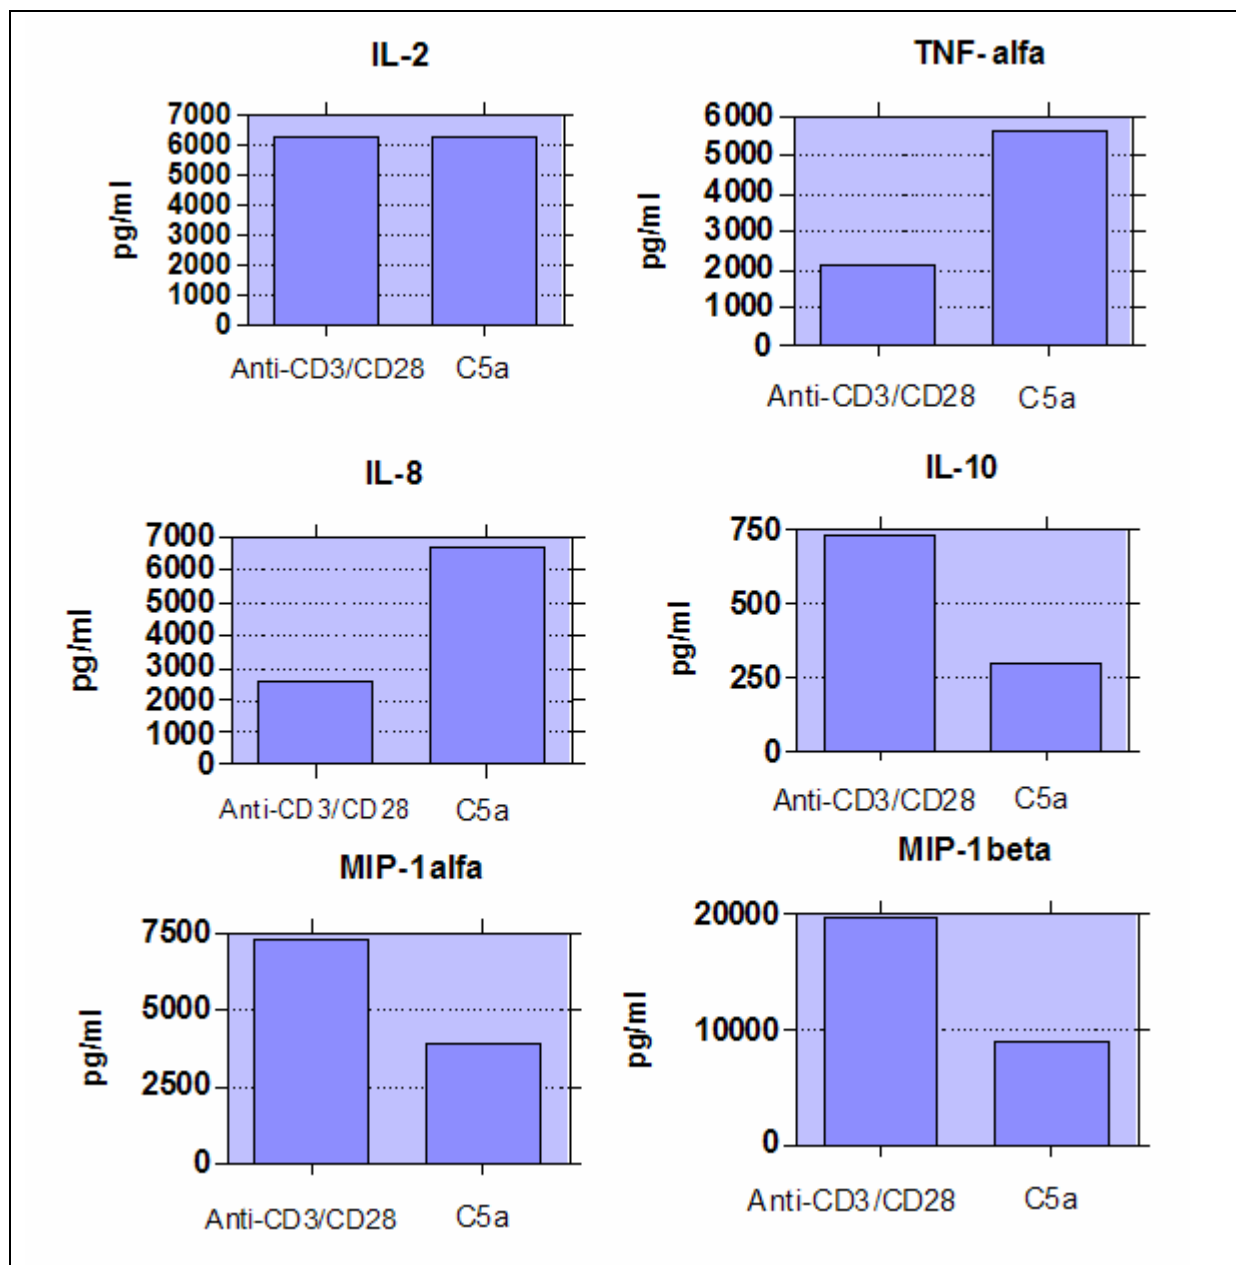 IL-2
7000
6000
5000
4000
3000
2000
1000
0
pg/ml
Anti-CD3/CD28 C5a
TNF- alfa
6000
5000
4000
3000
2000
1000
0
pg/ml
Anti-CD3/CD28 C5a
IL-8
7000
6000
5000
4000
3000
2000
1000
0
pg/ml
Anti-CD3/CD28 C5a
IL-10
750
500
250
0
pg/ml
Anti-CD3/CD28 C5a
MIP-1alfa
7500
5000
2500
0
pg/ml
Anti-CD3/CD28 C5a
MIP-1beta
20000
10000
0
pg/ml
Anti-CD3/CD28 C5a